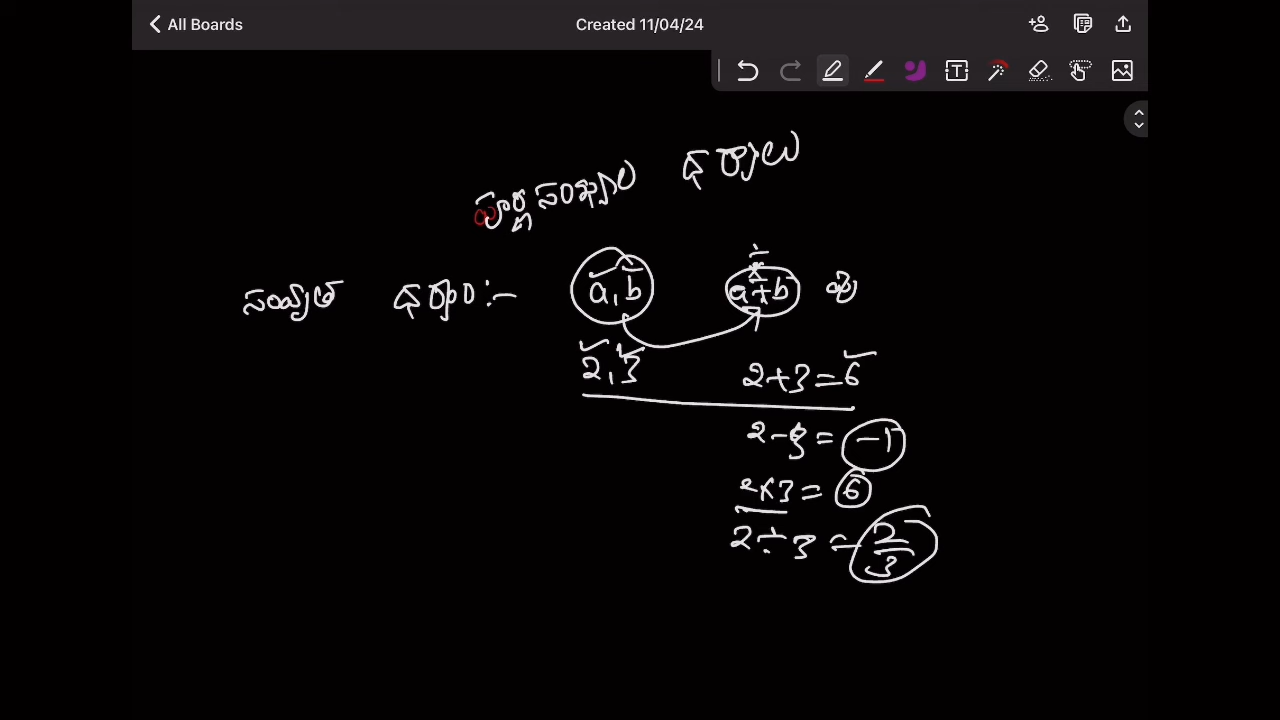 All Boards
Created 11/04/24
పూర్ణసంఖ్యల ధర్మాలు
సంవృత ధర్మం :- a, b a + b పూ
÷
×
2, 3 2+3=6
2-3= -1
2×3 = 6
2÷3 = 2/3